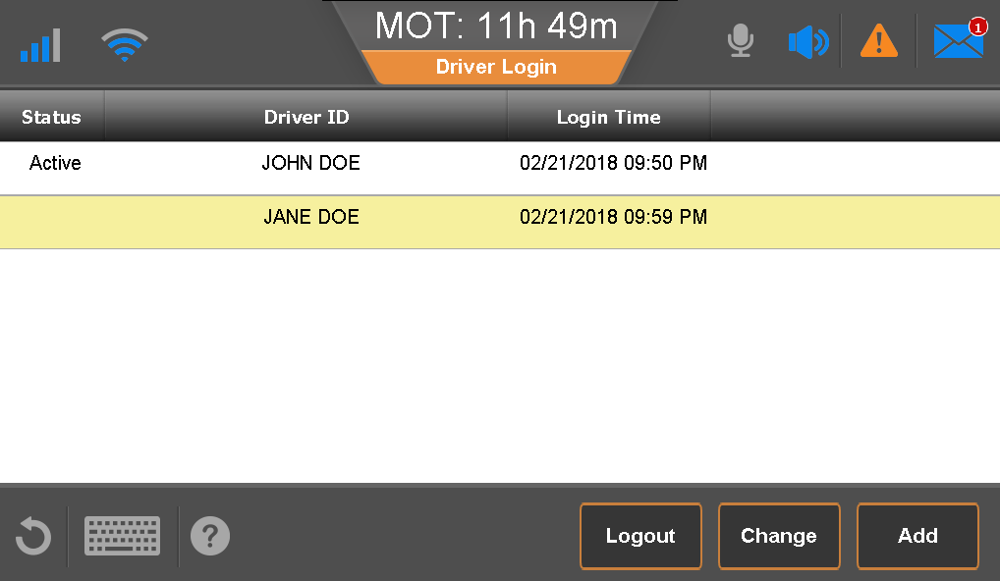 MOT: 11h 49m
Driver Login
1
Status Driver ID Login Time
Active JOHN DOE 02/21/2018 09:50 PM
JANE DOE 02/21/2018 09:59 PM
?
Logout Change Add